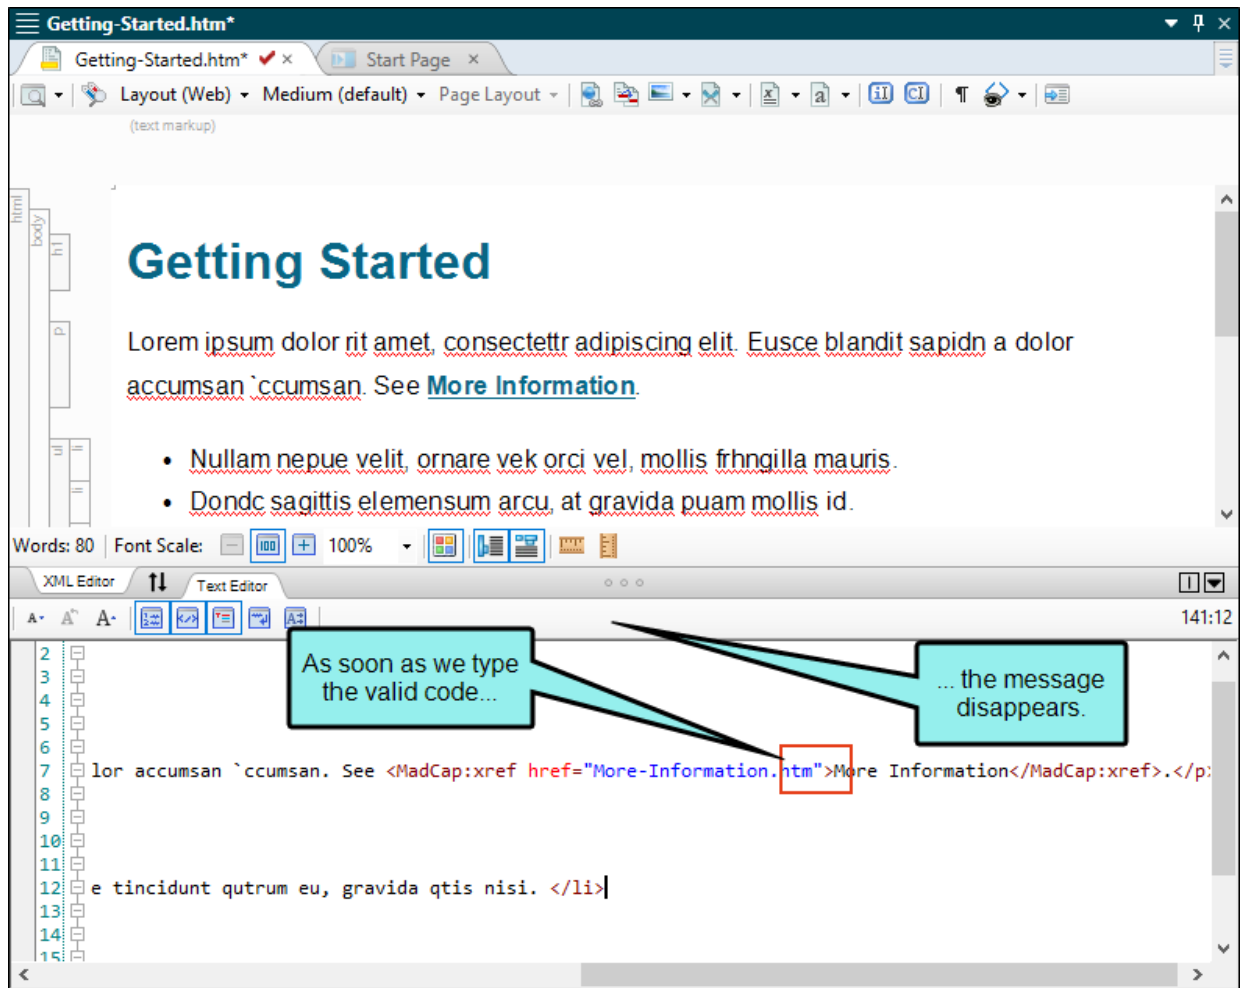 Getting-Started.htm*
Getting-Started.htm* Start Page
Layout (Web) Medium (default) Page Layout
(text markup)
html
body
h1
Getting Started
p
Lorem ipsum dolor rit amet, consectettr adipiscing elit. Eusce blandit sapidn a dolor
accumsan `ccumsan. See More Information.
ul
li
• Nullam nepue velit, ornare vek orci vel, mollis frhngilla mauris.
li
• Dondc sagittis elemensum arcu, at gravida puam mollis id.
Words: 80 Font Scale: 100%
XML Editor Text Editor
141:12
As soon as we type
the valid code...
... the message
disappears.
2
3
4
5
6
7 lor accumsan `ccumsan. See <MadCap:xref href="More-Information.htm">More Information</MadCap:xref>.</p>
8
9
10
11
12 e tincidunt qutrum eu, gravida qtis nisi. </li>
13
14
15